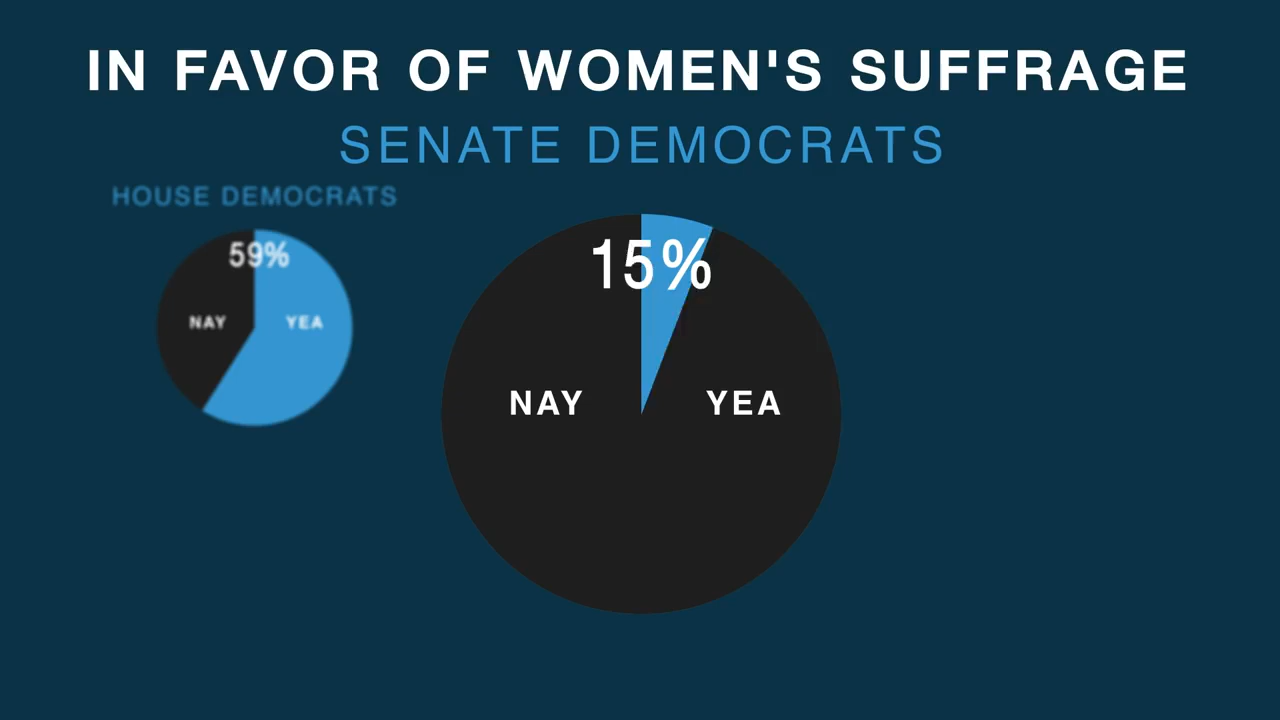 IN FAVOR OF WOMEN'S SUFFRAGE
SENATE DEMOCRATS
HOUSE DEMOCRATS
59%
NAY YEA
15%
NAY YEA